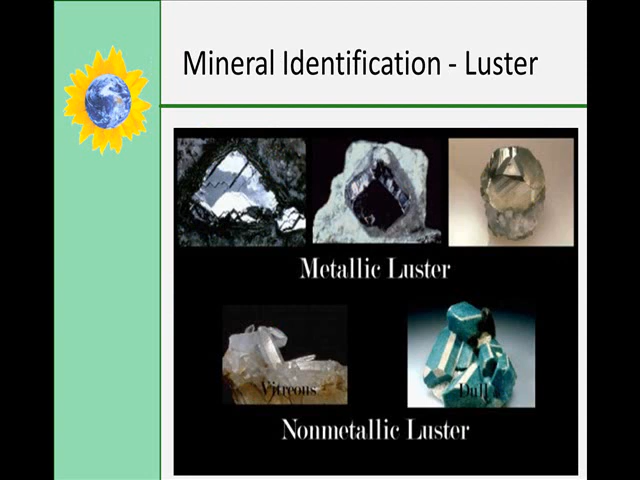 Mineral Identification - Luster
Metallic Luster
Vitreous
Dull
Nonmetallic Luster